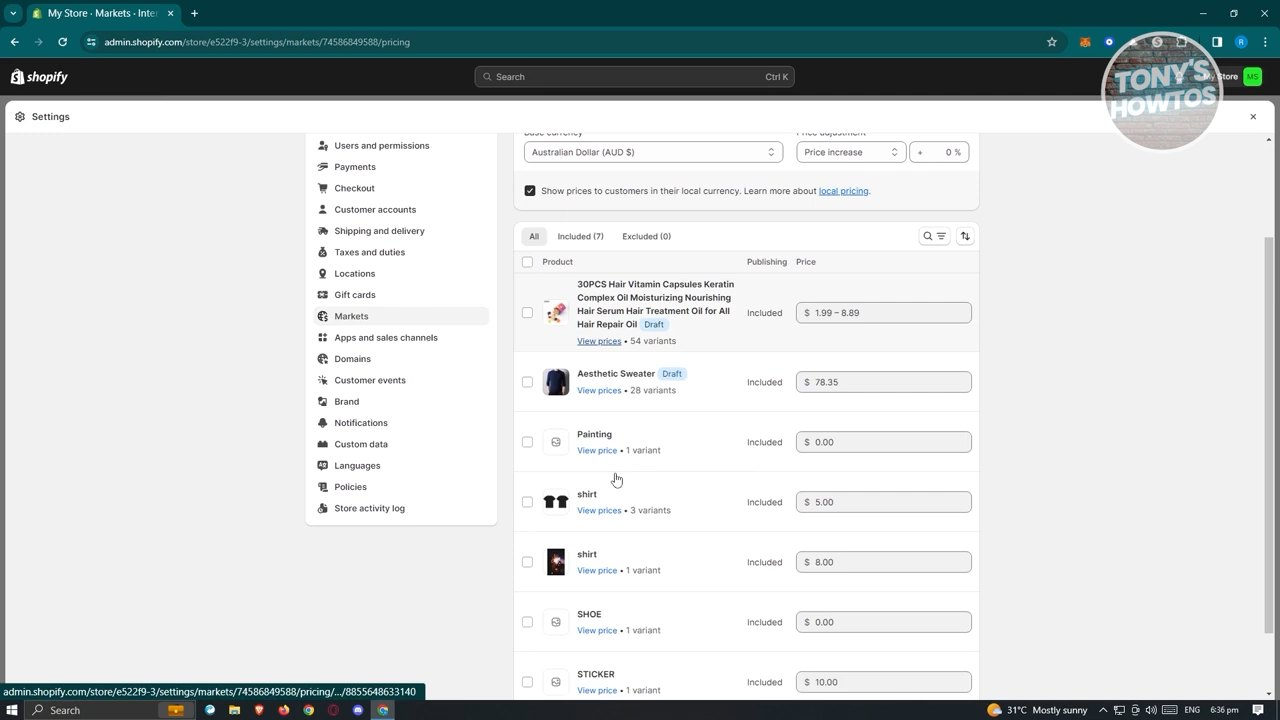 My Store - Markets - Inter
admin.shopify.com/store/e522f9-3/settings/markets/74586849588/pricing
shopify
Search
Ctrl K
My Store
MS
TONY'S
HOWTOS
Settings
Users and permissions
Payments
Checkout
Customer accounts
Shipping and delivery
Taxes and duties
Locations
Gift cards
Markets
Apps and sales channels
Domains
Customer events
Brand
Notifications
Custom data
Languages
Policies
Store activity log
Base currency
Price adjustment
Australian Dollar (AUD $)
Price increase
+ 0 %
Show prices to customers in their local currency. Learn more about local pricing.
All
Included (7)
Excluded (0)
Product
Publishing
Price
30PCS Hair Vitamin Capsules Keratin
Complex Oil Moisturizing Nourishing
Hair Serum Hair Treatment Oil for All
Hair Repair Oil Draft
View prices • 54 variants
Included
$ 1.99 – 8.89
Aesthetic Sweater Draft
View prices • 28 variants
Included
$ 78.35
Painting
View price • 1 variant
Included
$ 0.00
shirt
View prices • 3 variants
Included
$ 5.00
shirt
View price • 1 variant
Included
$ 8.00
SHOE
View price • 1 variant
Included
$ 0.00
STICKER
View price • 1 variant
Included
$ 10.00
admin.shopify.com/store/e522f9-3/settings/markets/74586849588/pricing/.../8855648633140
Search
31°C Mostly sunny
ENG
6:36 pm